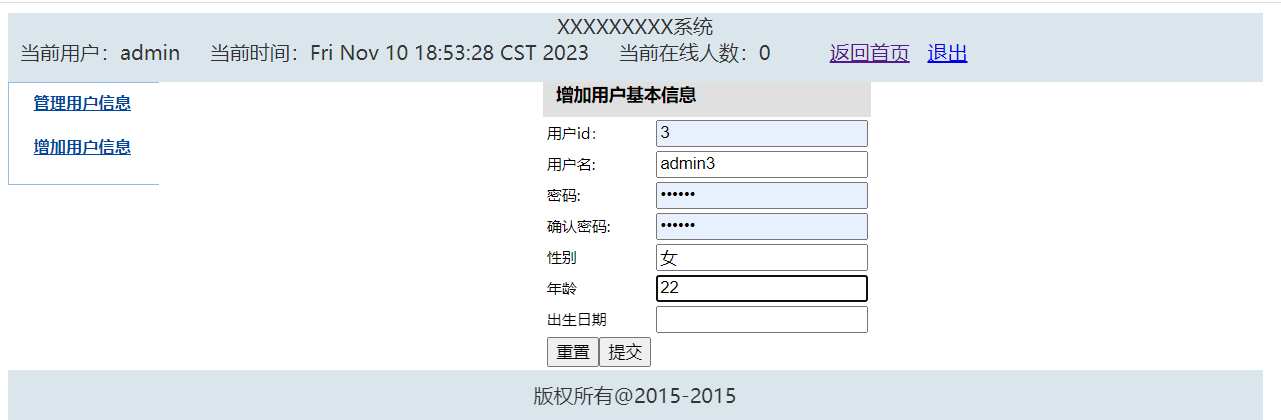 XXXXXXXXX系统
当前用户：admin 当前时间：Fri Nov 10 18:53:28 CST 2023 当前在线人数：0 返回首页 退出
管理用户信息
增加用户信息
增加用户基本信息
用户id： 3
用户名: admin3
密码: ••••••
确认密码: ••••••
性别 女
年龄 22
出生日期
重置 提交
版权所有@2015-2015